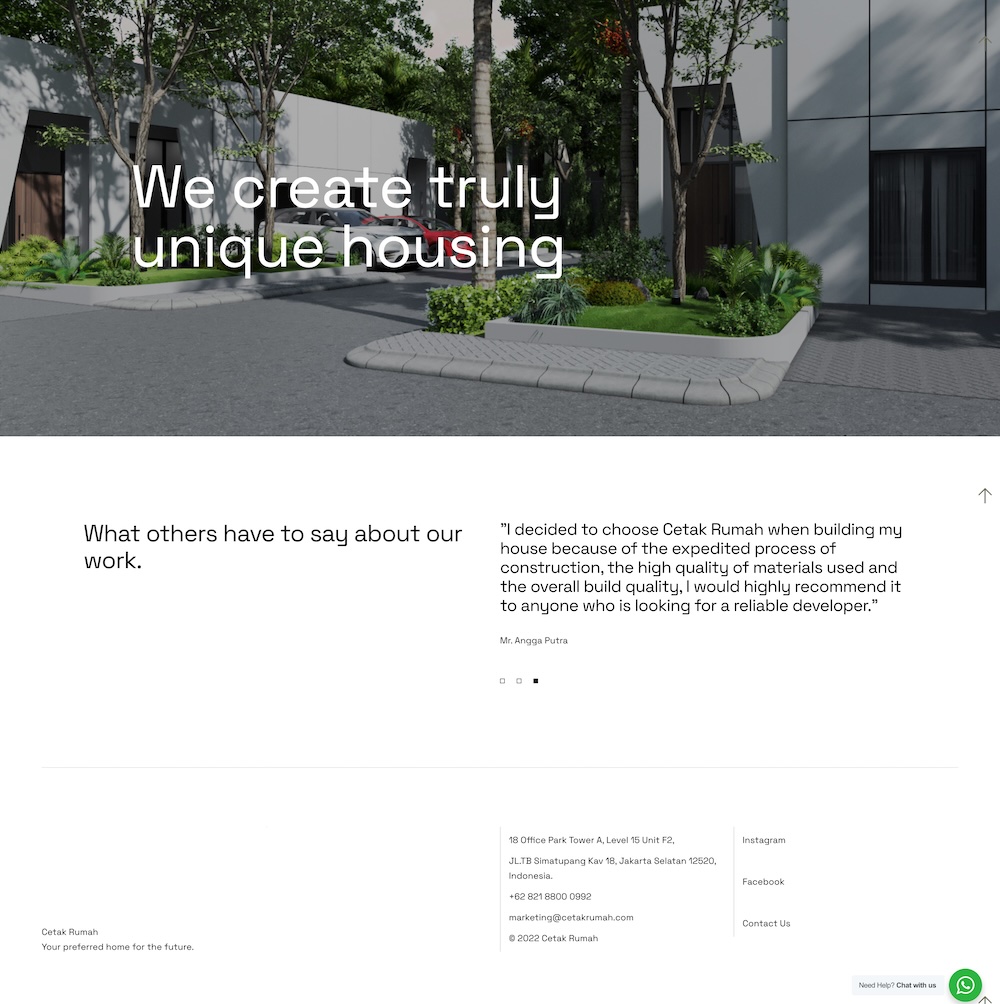 We create truly
unique housing
What others have to say about our
work.
"I decided to choose Cetak Rumah when building my
house because of the expedited process of
construction, the high quality of materials used and
the overall build quality, I would highly recommend it
to anyone who is looking for a reliable developer."
Mr. Angga Putra
18 Office Park Tower A, Level 15 Unit F2,
JL.TB Simatupang Kav 18, Jakarta Selatan 12520,
Indonesia.
+62 821 8800 0992
marketing@cetakrumah.com
© 2022 Cetak Rumah
Instagram
Facebook
Contact Us
Cetak Rumah
Your preferred home for the future.
Need Help? Chat with us